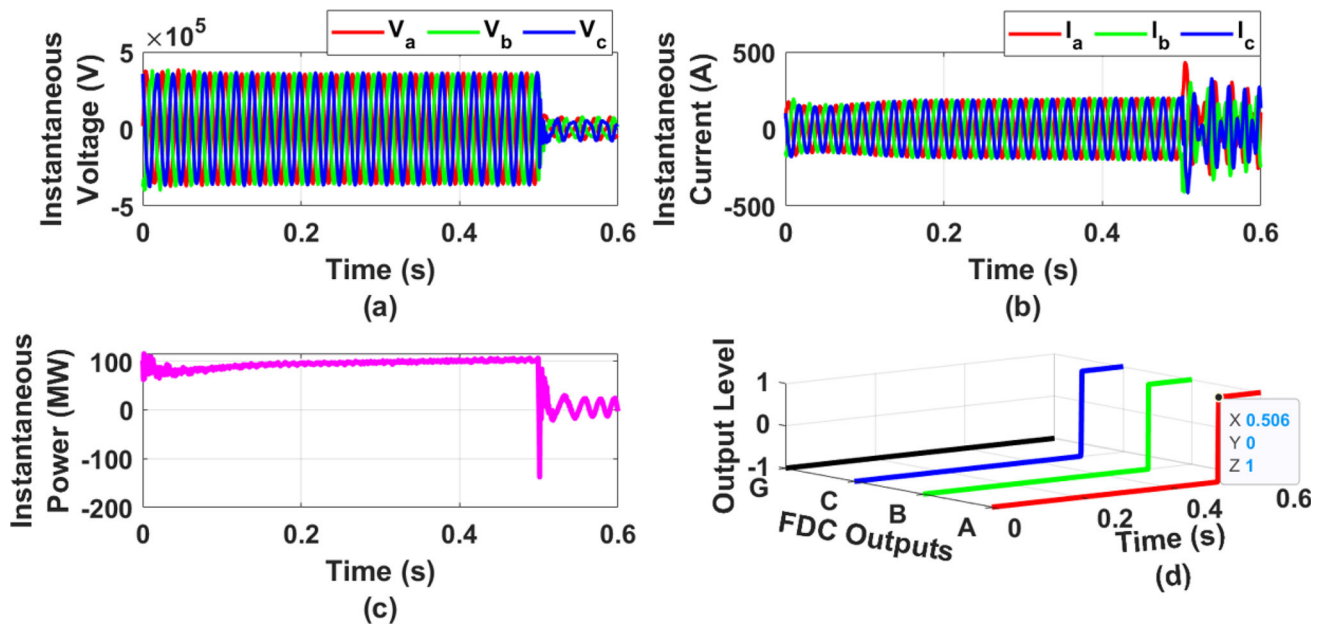 ×10^5
V_a V_b V_c
Instantaneous
Voltage (V)
5
0
-5
0 0.2 0.4 0.6
Time (s)
(a)
I_a I_b I_c
Instantaneous
Current (A)
500
0
-500
0 0.2 0.4 0.6
Time (s)
(b)
Instantaneous
Power (MW)
100
0
-100
-200
0 0.2 0.4 0.6
Time (s)
(c)
Output Level
1
0
-1
G C B A
FDC Outputs
0 0.2 0.4 0.6
Time (s)
X 0.506
Y 0
Z 1
(d)